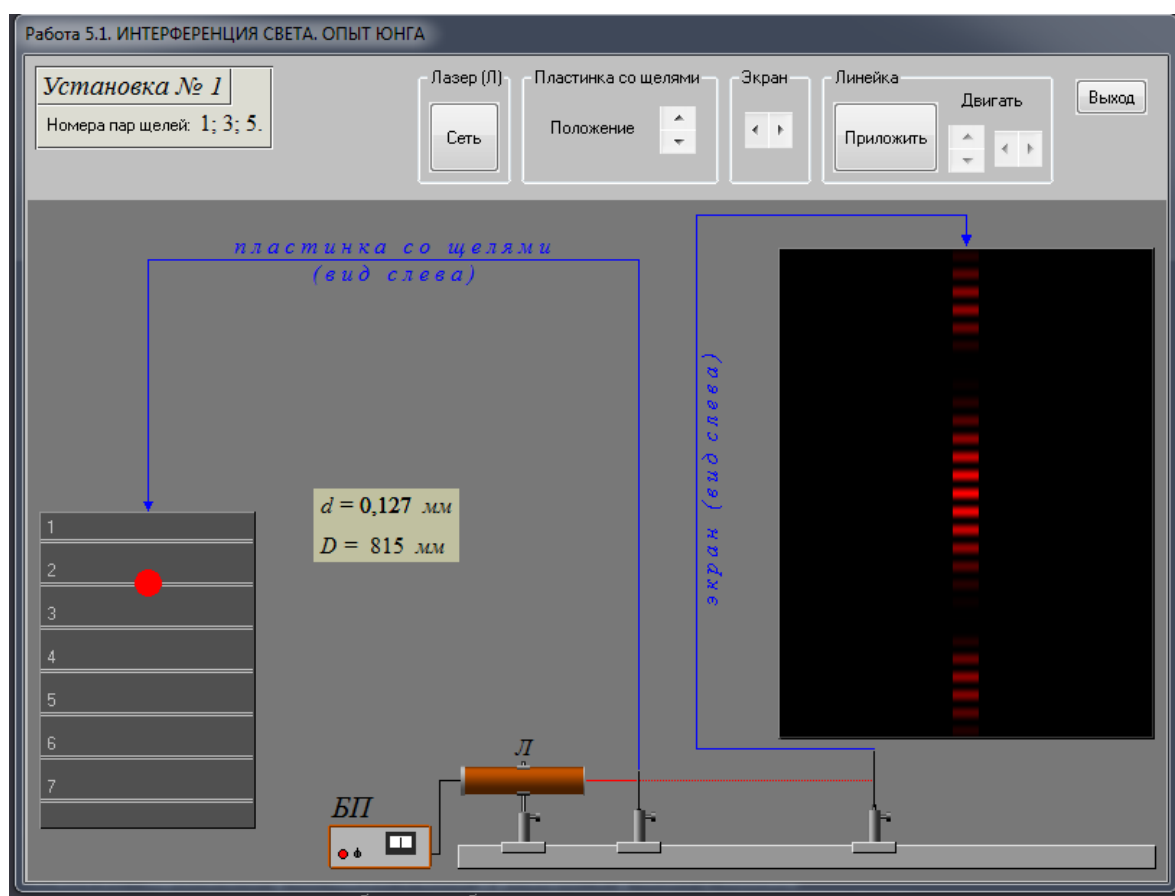 Работа 5.1. ИНТЕРФЕРЕНЦИЯ СВЕТА. ОПЫТ ЮНГА
Установка № 1
Номера пар щелей: 1; 3; 5.
Лазер (Л)
Сеть
Пластинка со щелями
Положение
Экран
Линейка
Приложить
Двигать
Выход
пластинка со щелями
(вид слева)
экран (вид слева)
1
2
3
4
5
6
7
d = 0,127 мм
D = 815 мм
Л
БП